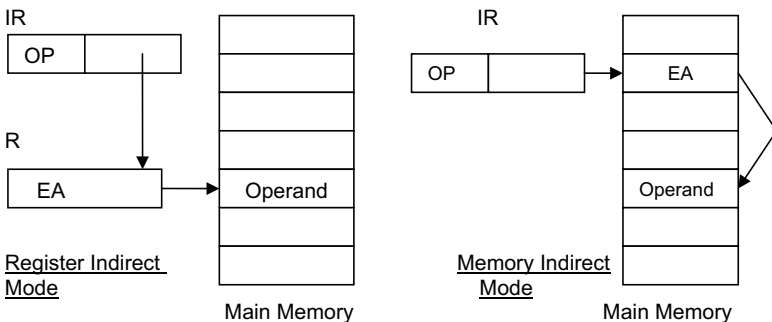 IR
OP
R
EA
Operand
Register Indirect
Mode
Main Memory
IR
OP
EA
Operand
Memory Indirect
Mode
Main Memory